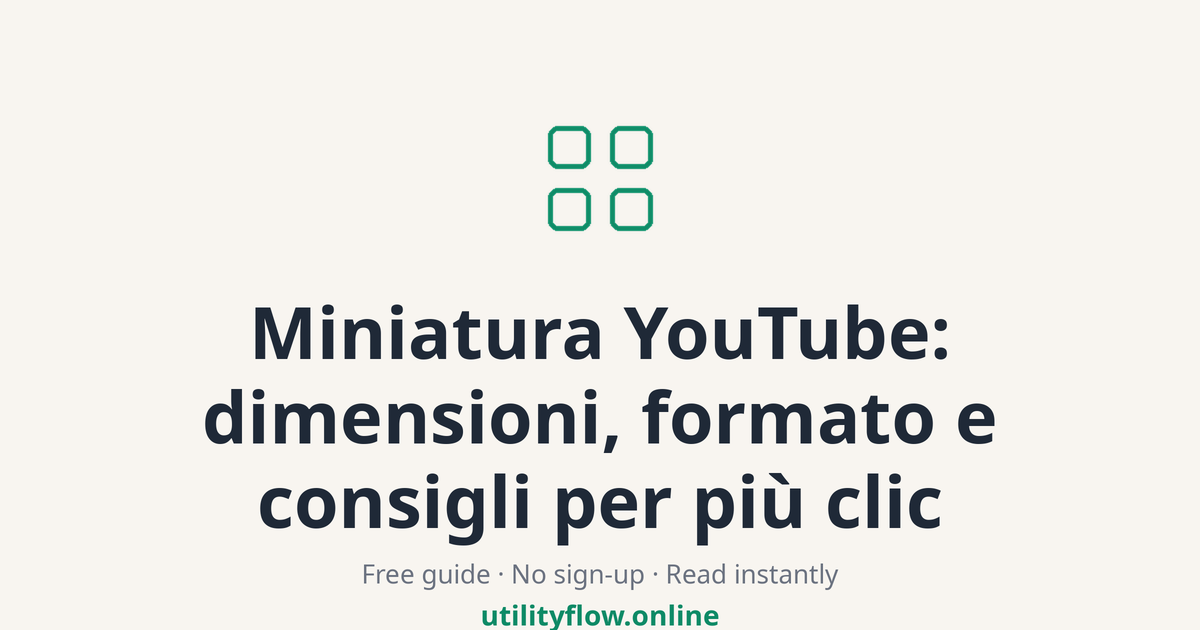 Miniatura YouTube:
dimensioni, formato e
consigli per più clic
Free guide · No sign-up · Read instantly
utilityflow.online